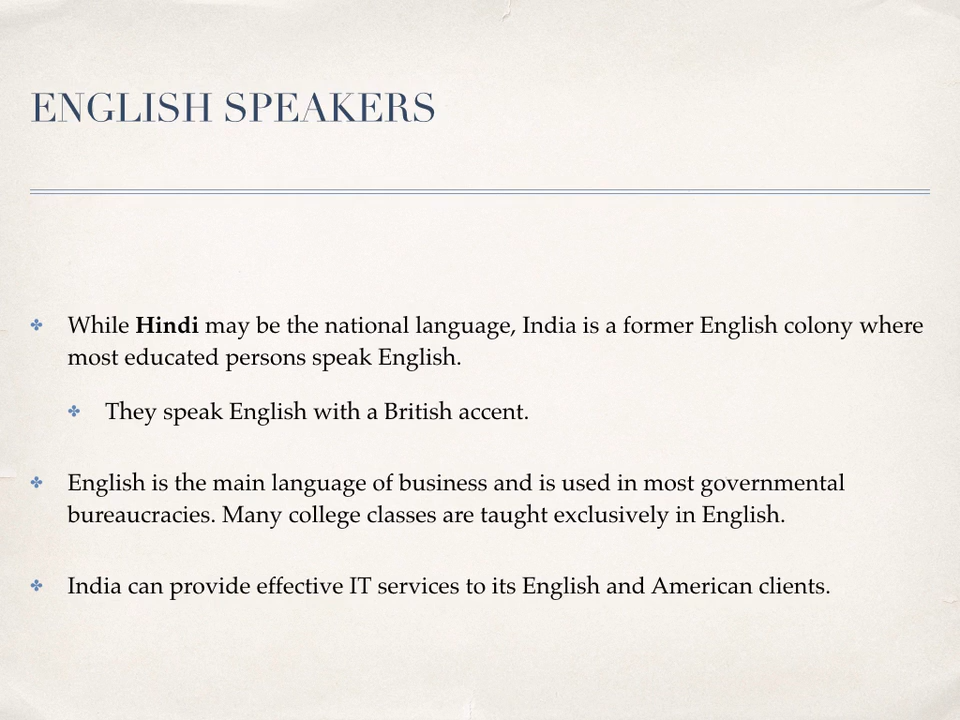 ENGLISH SPEAKERS
While Hindi may be the national language, India is a former English colony where
most educated persons speak English.
They speak English with a British accent.
English is the main language of business and is used in most governmental
bureaucracies. Many college classes are taught exclusively in English.
India can provide effective IT services to its English and American clients.